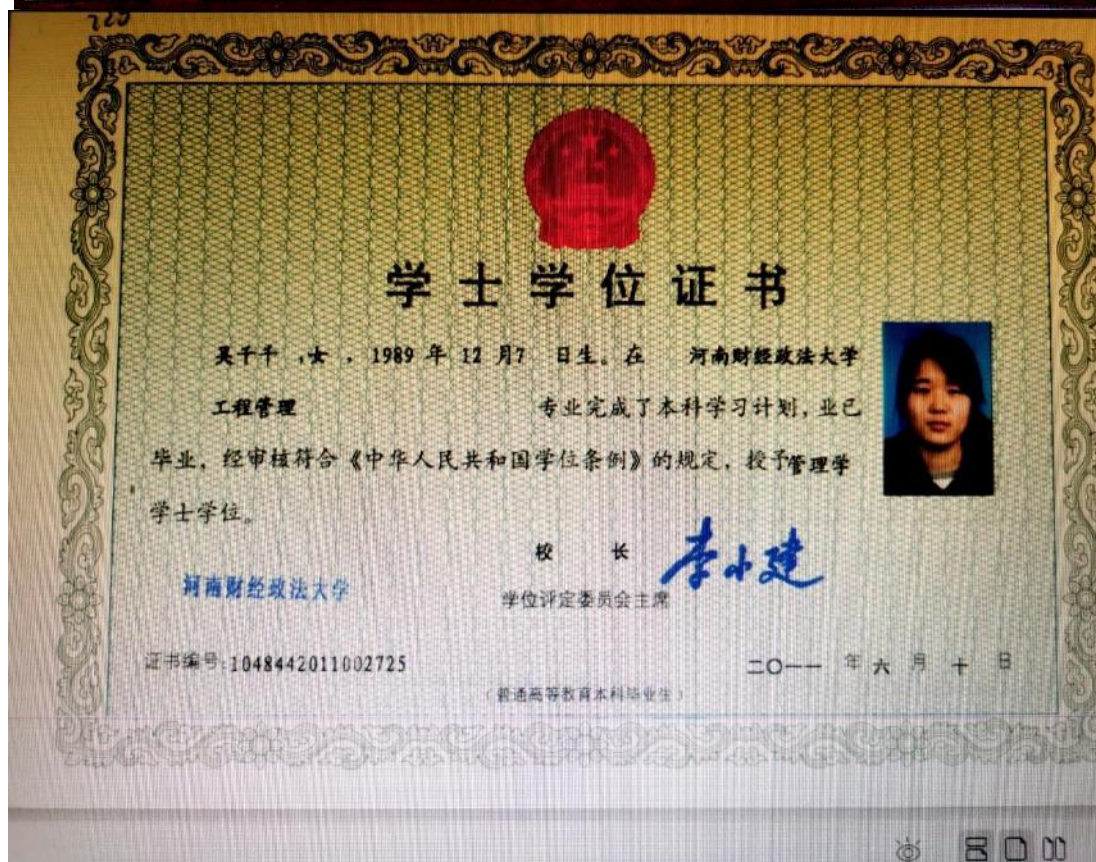 220
学士学位证书
吴千千 ,女 , 1989 年 12 月7 日生。在 河南财经政法大学
工程管理 专业完成了本科学习计划, 业已
毕业, 经审核符合《中华人民共和国学位条例》的规定, 授予管理学
学士学位。
校 长 李小建
河南财经政法大学
学位评定委员会主席
证书编号:1048442011002725
二〇一一 年 六 月 十 日
(普通高等教育本科毕业生)